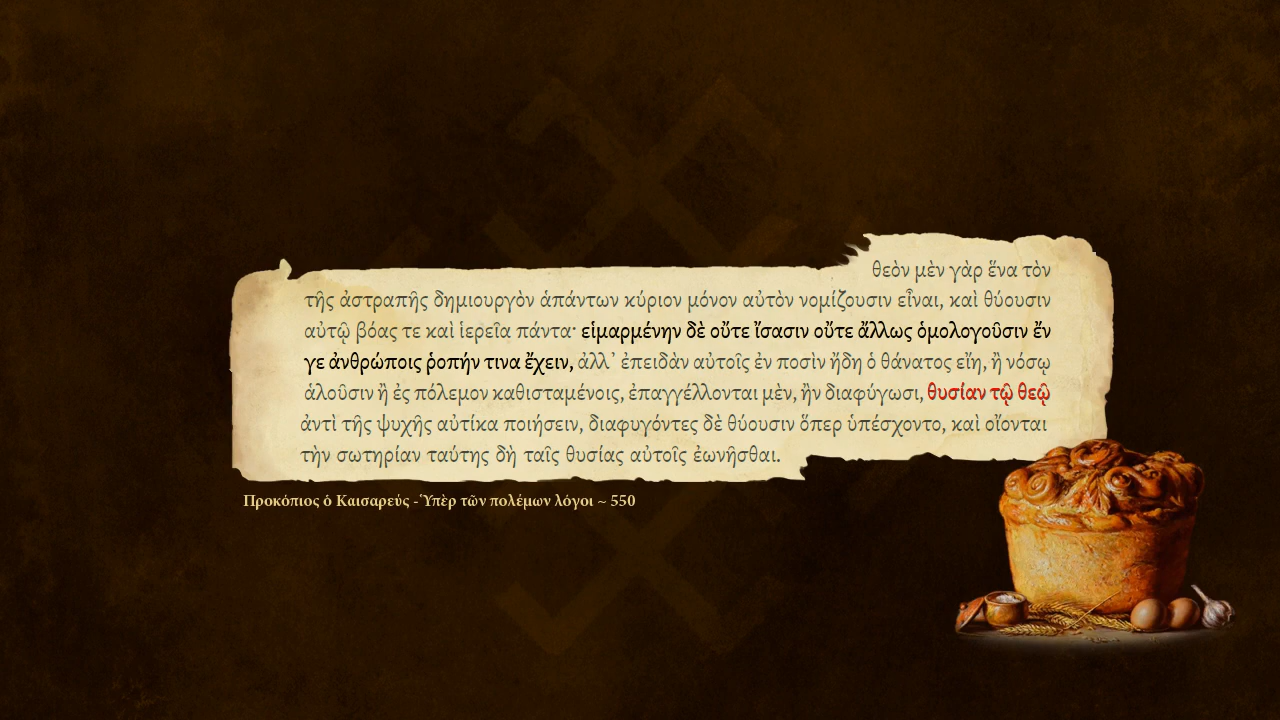 θεὸν μὲν γὰρ ἕνα τὸν
τῆς ἀστραπῆς δημιουργὸν ἁπάντων κύριον μόνον αὐτὸν νομίζουσιν εἶναι, καὶ θύουσιν
αὐτῷ βόας τε καὶ ἱερεῖα πάντα· εἱμαρμένην δὲ οὔτε ἴσασιν οὔτε ἄλλως ὁμολογοῦσιν ἔν
γε ἀνθρώποις ῥοπήν τινα ἔχειν, ἀλλ᾽ ἐπειδὰν αὐτοῖς ἐν ποσὶν ἤδη ὁ θάνατος εἴη, ἢ νόσῳ
ἁλοῦσιν ἢ ἐς πόλεμον καθισταμένοις, ἐπαγγέλλονται μὲν, ἢν διαφύγωσι, θυσίαν τῷ θεῷ
ἀντὶ τῆς ψυχῆς αὐτίκα ποιήσειν, διαφυγόντες δὲ θύουσιν ὅπερ ὑπέσχοντο, καὶ οἴονται
τὴν σωτηρίαν ταύτης δὴ ταῖς θυσίας αὐτοῖς ἐωνῆσθαι.
Προκόπιος ὁ Καισαρεύς - Ὑπὲρ τῶν πολέμων λόγοι ~ 550